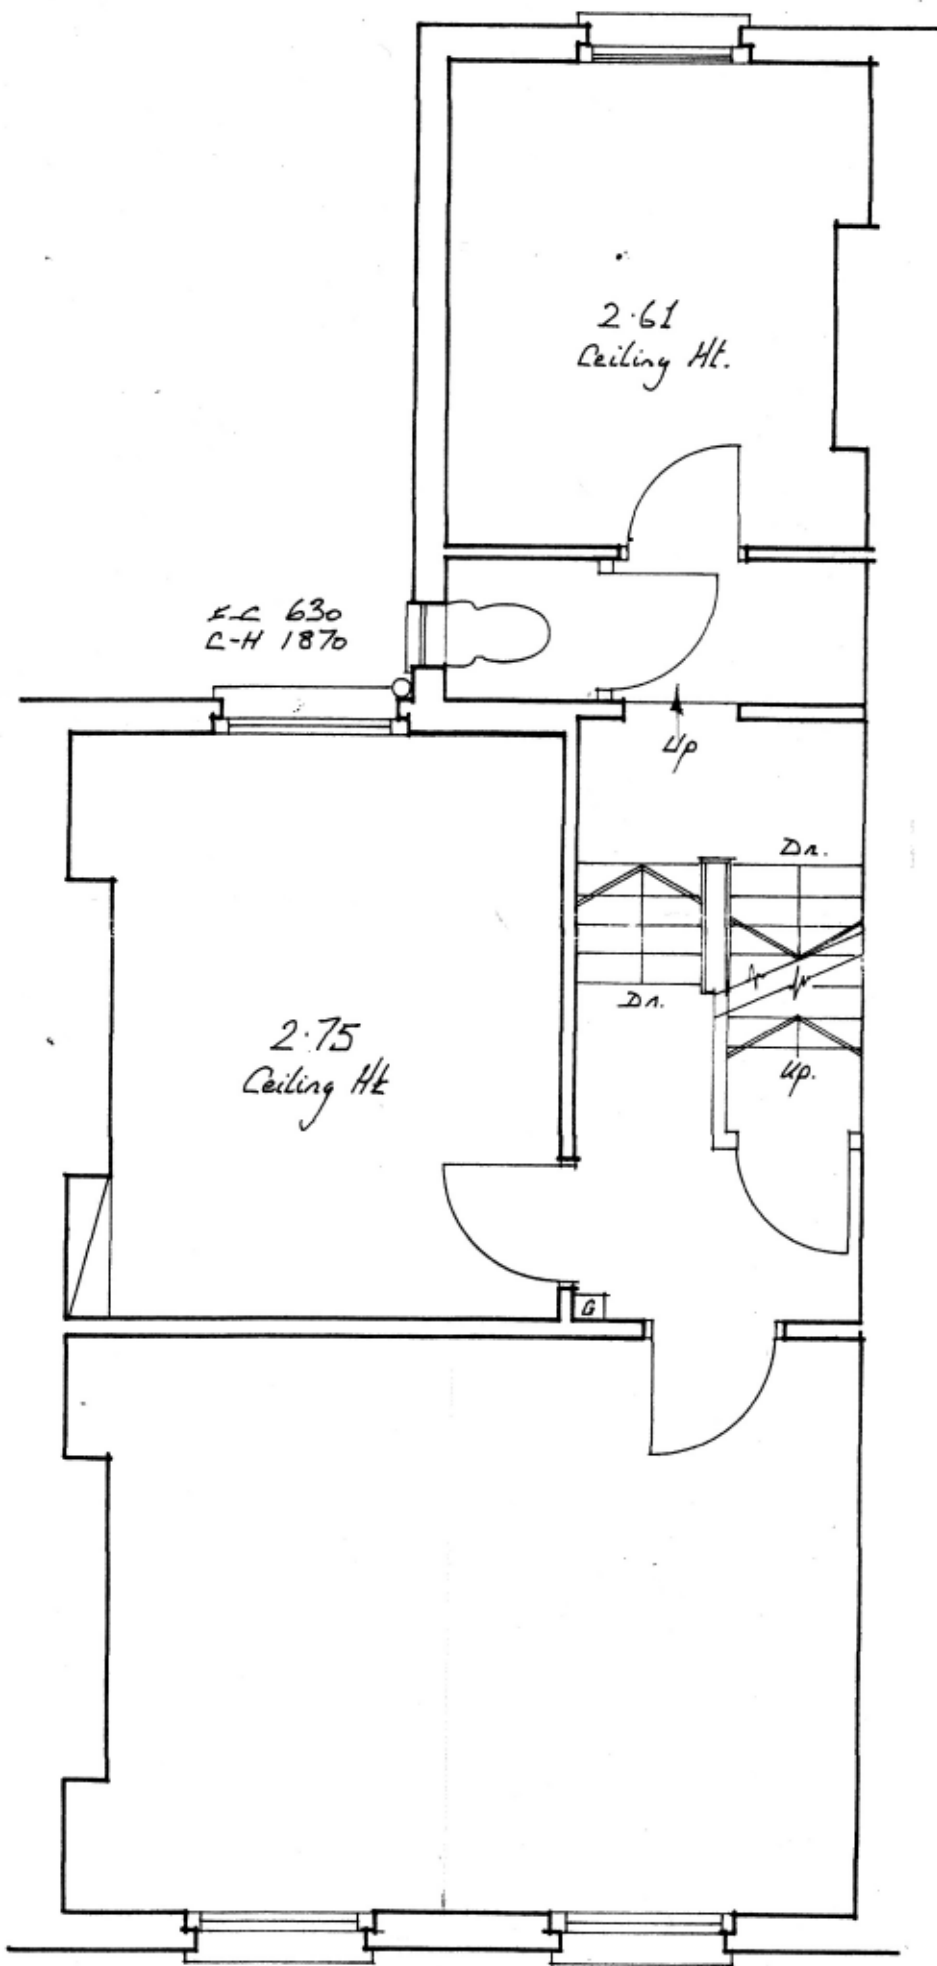 2.61
Ceiling Ht.
F-C 630
C-H 1870
Up
Dn.
Dn.
2.75
Ceiling Ht
Up.
G